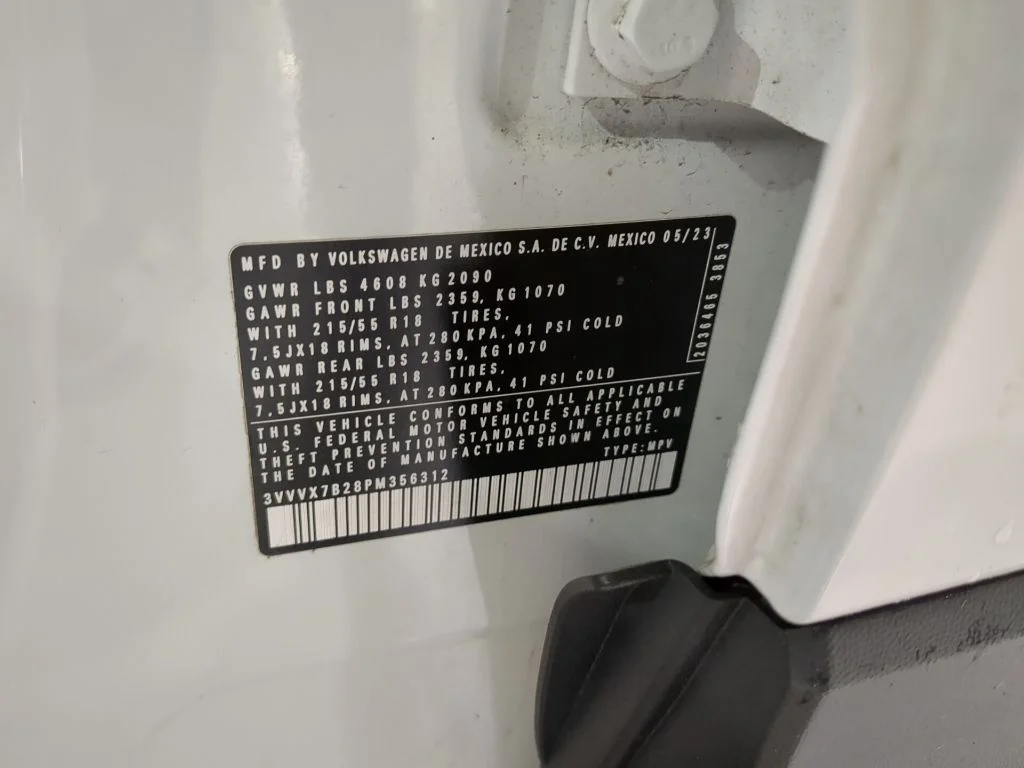 MFD BY VOLKSWAGEN DE MEXICO S.A. DE C.V. MEXICO 05/23
GVWR LBS 4608 KG 2090
GAWR FRONT LBS 2359, KG 1070
WITH 215/55 R18 TIRES,
7.5JX18 RIMS, AT 280 KPA, 41 PSI COLD
GAWR REAR LBS 2359, KG 1070
WITH 215/55 R18 TIRES,
7.5JX18 RIMS, AT 280 KPA, 41 PSI COLD
THIS VEHICLE CONFORMS TO ALL APPLICABLE
U.S. FEDERAL MOTOR VEHICLE SAFETY AND
THEFT PREVENTION STANDARDS IN EFFECT ON
THE DATE OF MANUFACTURE SHOWN ABOVE.
3VVVX7B28PM356312 TYPE:MPV
2036465 3853